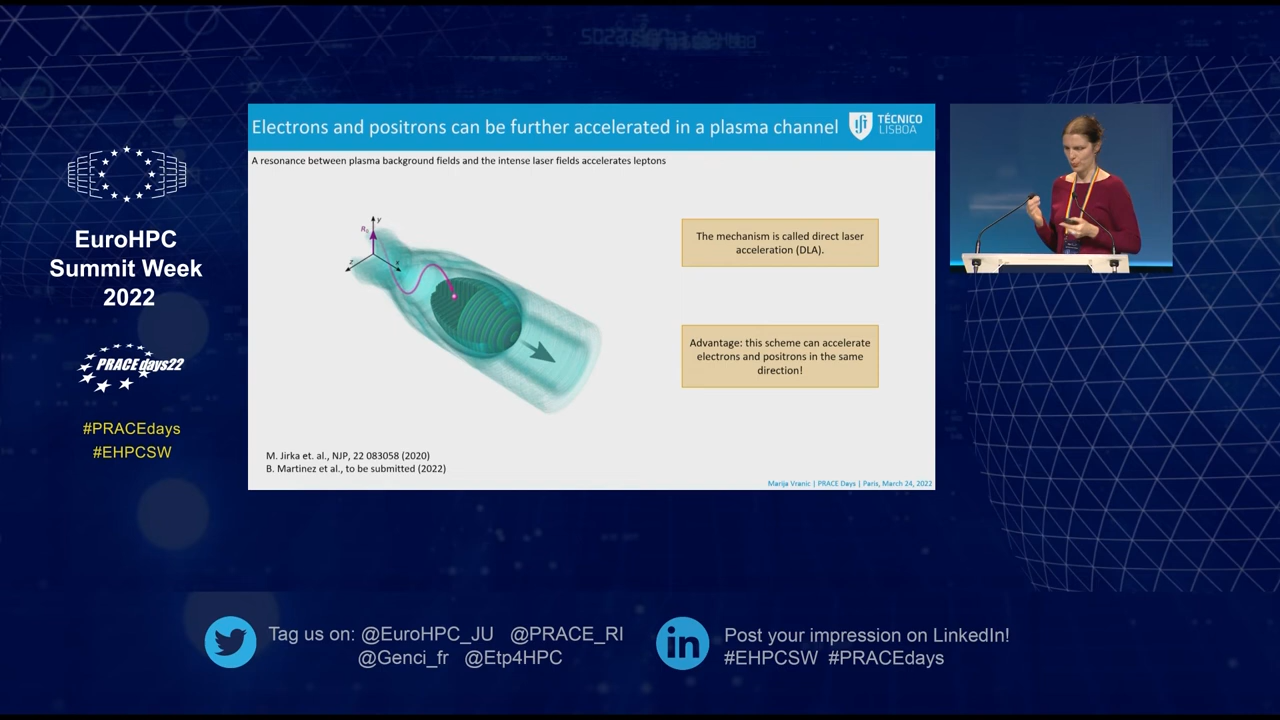 EuroHPC
Summit Week
2022
PRACEdays22
#PRACEdays
#EHPCSW
Electrons and positrons can be further accelerated in a plasma channel
TÉCNICO
LISBOA
A resonance between plasma background fields and the intense laser fields accelerates leptons
y
R₀
z
x
The mechanism is called direct laser
acceleration (DLA).
Advantage: this scheme can accelerate
electrons and positrons in the same
direction!
M. Jirka et. al., NJP, 22 083058 (2020)
B. Martinez et al., to be submitted (2022)
Marija Vranic | PRACE Days | Paris, March 24, 2022
Tag us on: @EuroHPC_JU @PRACE_RI
@Genci_fr @Etp4HPC
in
Post your impression on LinkedIn!
#EHPCSW #PRACEdays